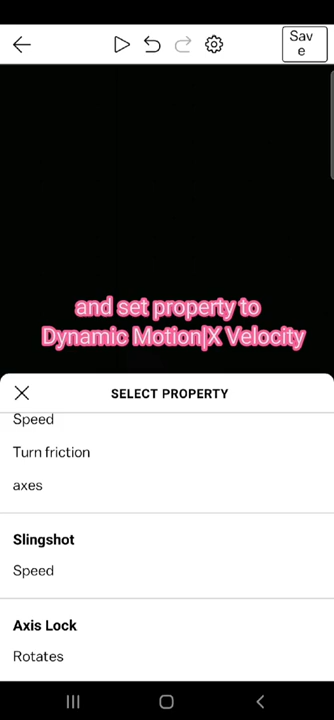 Sav
e
and set property to
Dynamic Motion|X Velocity
SELECT PROPERTY
Speed
Turn friction
axes
Slingshot
Speed
Axis Lock
Rotates